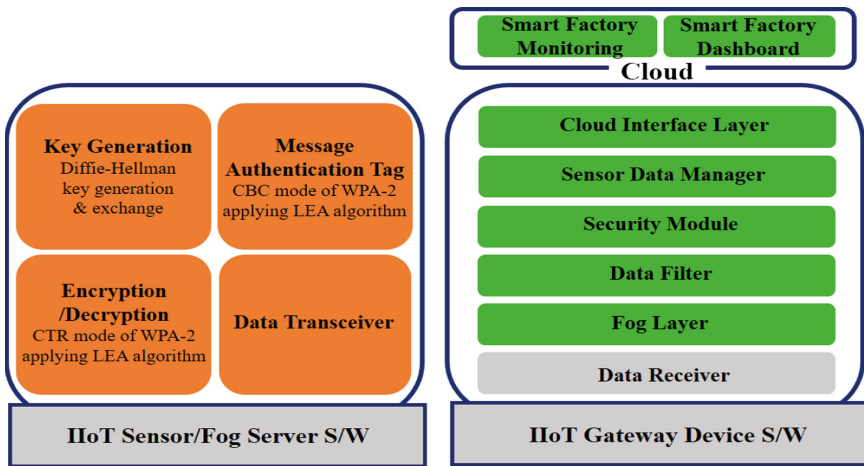 Smart Factory
Monitoring
Smart Factory
Dashboard
Cloud
Key Generation
Diffie-Hellman
key generation
& exchange
Message
Authentication Tag
CBC mode of WPA-2
applying LEA algorithm
Encryption
/Decryption
CTR mode of WPA-2
applying LEA algorithm
Data Transceiver
IIoT Sensor/Fog Server S/W
Cloud Interface Layer
Sensor Data Manager
Security Module
Data Filter
Fog Layer
Data Receiver
IIoT Gateway Device S/W